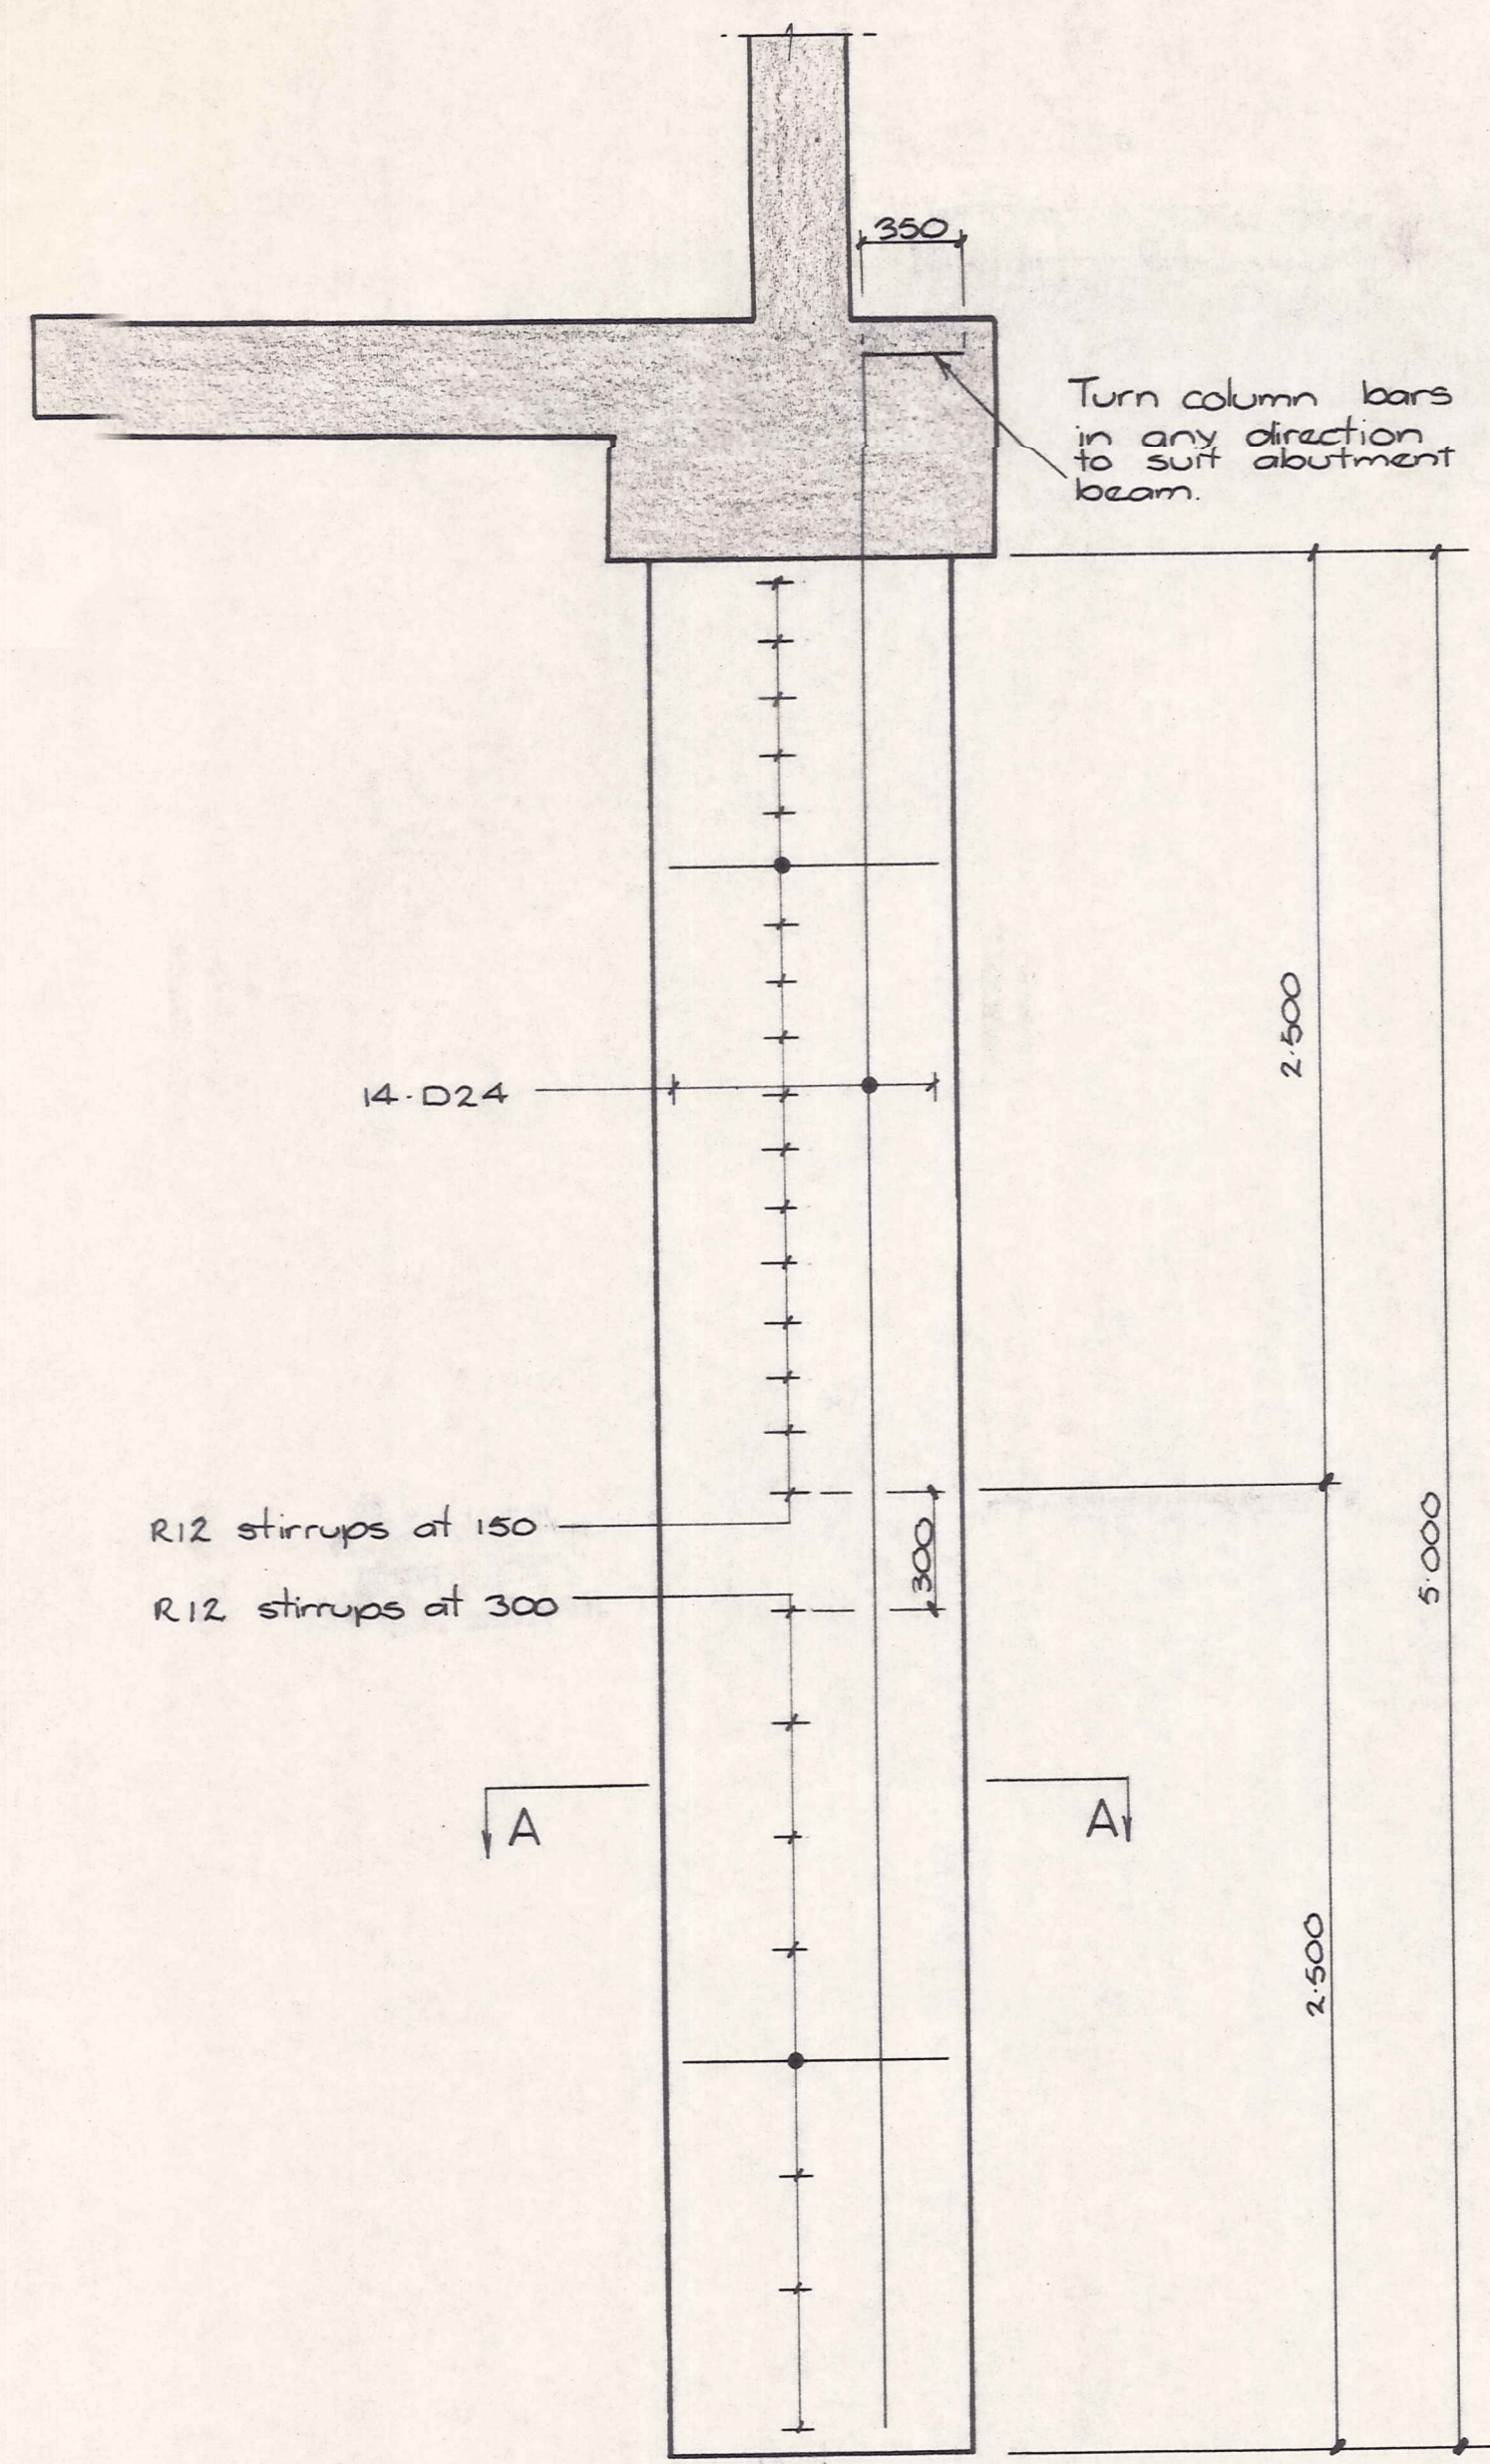 350
Turn column bars
in any direction
to suit abutment
beam.
2.500
14.D24
R12 stirrups at 150
300
5.000
R12 stirrups at 300
A
A
2.500